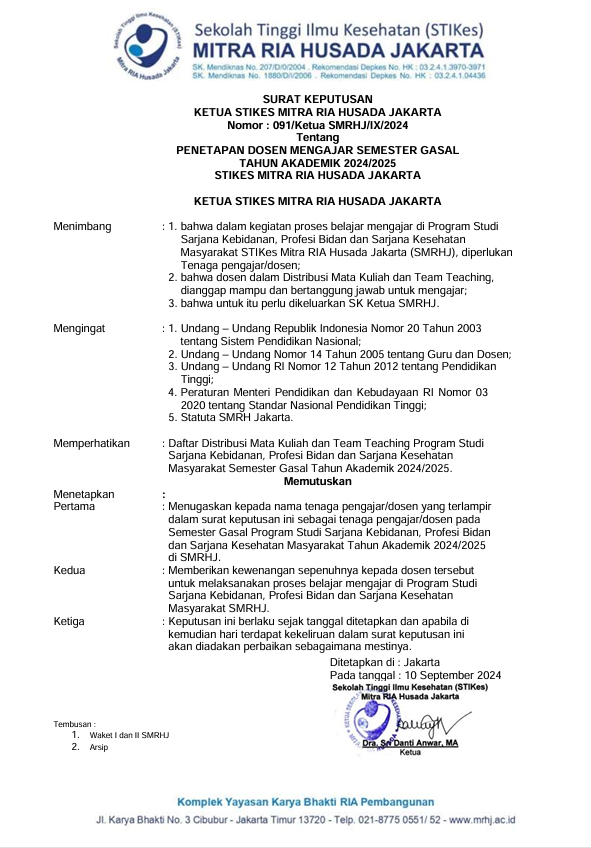 Sekolah Tinggi Ilmu Kesehatan (STIKes)
Mitra Ria Husada Jakarta
Sekolah Tinggi Ilmu Kesehatan (STIKes)
MITRA RIA HUSADA JAKARTA
SK. Mendiknas No. 207/D/0/2004 . Rekomendasi Depkes No. HK : 03.2.4.1.3970-3971
SK. Mendiknas No. 1880/D/I/2006 . Rekomendasi Depkes No. HK : 03.2.4.1.04436
SURAT KEPUTUSAN
KETUA STIKES MITRA RIA HUSADA JAKARTA
Nomor : 091/Ketua SMRHJ/IX/2024
Tentang
PENETAPAN DOSEN MENGAJAR SEMESTER GASAL
TAHUN AKADEMIK 2024/2025
STIKES MITRA RIA HUSADA JAKARTA
KETUA STIKES MITRA RIA HUSADA JAKARTA
Menimbang : 1. bahwa dalam kegiatan proses belajar mengajar di Program Studi
Sarjana Kebidanan, Profesi Bidan dan Sarjana Kesehatan
Masyarakat STIKes Mitra RIA Husada Jakarta (SMRHJ), diperlukan
Tenaga pengajar/dosen;
2. bahwa dosen dalam Distribusi Mata Kuliah dan Team Teaching,
dianggap mampu dan bertanggung jawab untuk mengajar;
3. bahwa untuk itu perlu dikeluarkan SK Ketua SMRHJ.
Mengingat : 1. Undang – Undang Republik Indonesia Nomor 20 Tahun 2003
tentang Sistem Pendidikan Nasional;
2. Undang – Undang Nomor 14 Tahun 2005 tentang Guru dan Dosen;
3. Undang – Undang RI Nomor 12 Tahun 2012 tentang Pendidikan
Tinggi;
4. Peraturan Menteri Pendidikan dan Kebudayaan RI Nomor 03
2020 tentang Standar Nasional Pendidikan Tinggi;
5. Statuta SMRH Jakarta.
Memperhatikan : Daftar Distribusi Mata Kuliah dan Team Teaching Program Studi
Sarjana Kebidanan, Profesi Bidan dan Sarjana Kesehatan
Masyarakat Semester Gasal Tahun Akademik 2024/2025.
Memutuskan
Menetapkan :
Pertama : Menugaskan kepada nama tenaga pengajar/dosen yang terlampir
dalam surat keputusan ini sebagai tenaga pengajar/dosen pada
Semester Gasal Program Studi Sarjana Kebidanan, Profesi Bidan
dan Sarjana Kesehatan Masyarakat Tahun Akademik 2024/2025
di SMRHJ.
Kedua : Memberikan kewenangan sepenuhnya kepada dosen tersebut
untuk melaksanakan proses belajar mengajar di Program Studi
Sarjana Kebidanan, Profesi Bidan dan Sarjana Kesehatan
Masyarakat SMRHJ.
Ketiga : Keputusan ini berlaku sejak tanggal ditetapkan dan apabila di
kemudian hari terdapat kekeliruan dalam surat keputusan ini
akan diadakan perbaikan sebagaimana mestinya.
Ditetapkan di : Jakarta
Pada tanggal : 10 September 2024
Sekolah Tinggi Ilmu Kesehatan (STIKes)
Mitra RIA Husada Jakarta
Dra. Sri Danti Anwar, MA
Ketua
Tembusan :
1. Waket I dan II SMRHJ
2. Arsip
Komplek Yayasan Karya Bhakti RIA Pembangunan
Jl. Karya Bhakti No. 3 Cibubur - Jakarta Timur 13720 - Telp. 021-8775 0551/ 52 - www.mrhj.ac.id